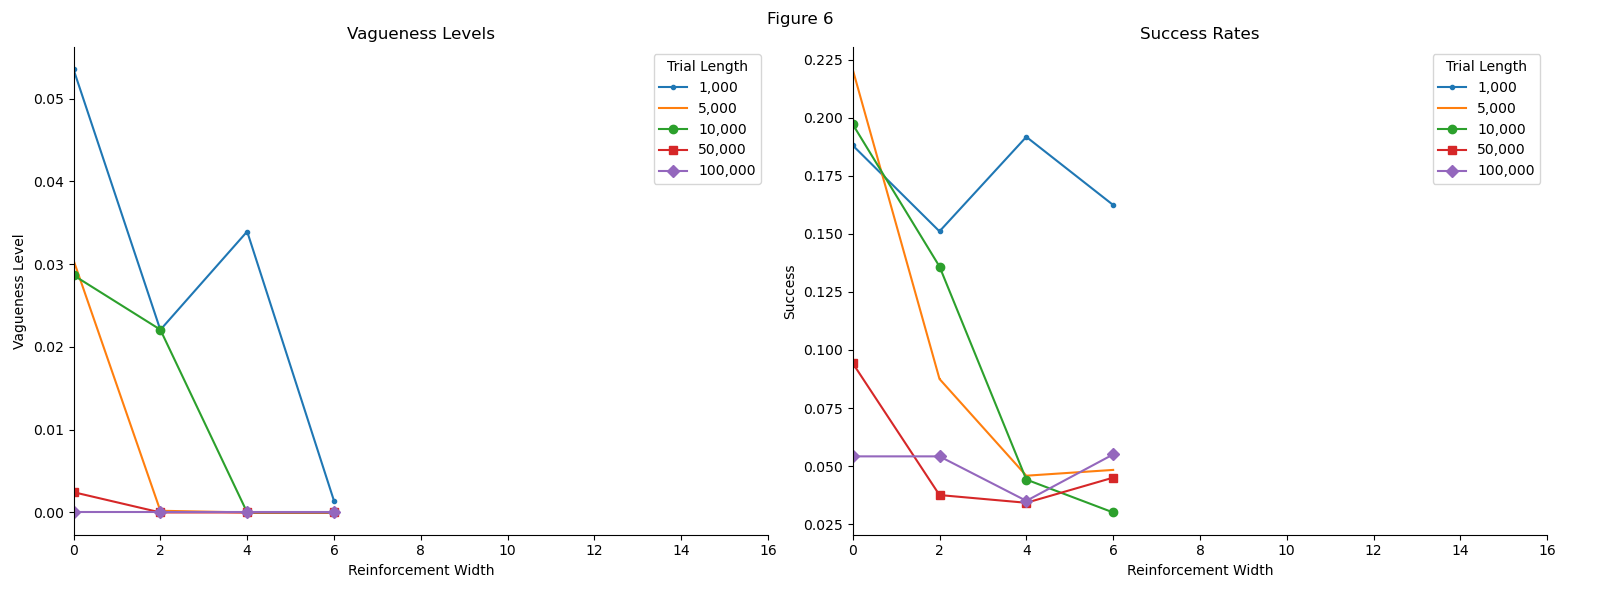 Figure 6
Vagueness Levels
Vagueness Level
0.05
0.04
0.03
0.02
0.01
0.00
0 2 4 6 8 10 12 14 16
Reinforcement Width
Trial Length
1,000
5,000
10,000
50,000
100,000
Success Rates
Success
0.225
0.200
0.175
0.150
0.125
0.100
0.075
0.050
0.025
0 2 4 6 8 10 12 14 16
Reinforcement Width
Trial Length
1,000
5,000
10,000
50,000
100,000